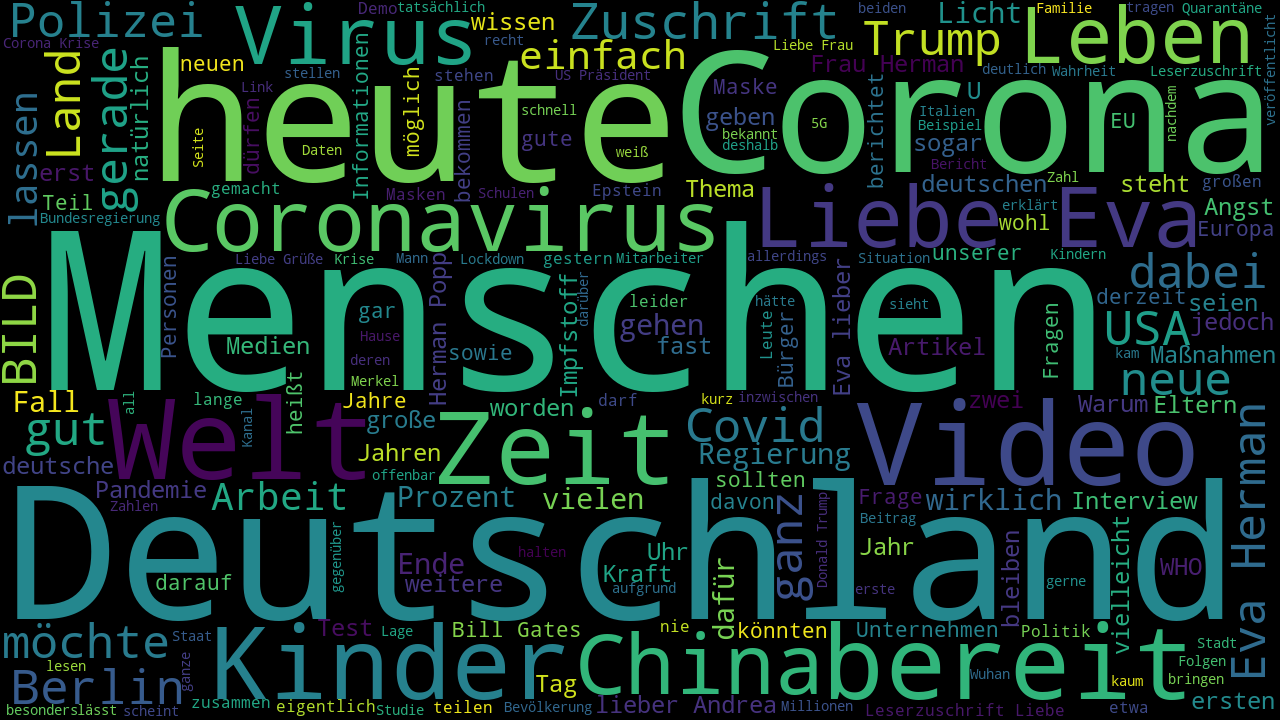 Polizei
Corona Krise
Virus
Demo
tatsächlich
wissen
recht
Zuschrift
einfach
Liebe Frau
beiden
Trump
Licht
Familie
Leben
tragen
Quarantäne
Land
neuen
stellen
Informationen
stehen
US Präsident
Maske
Frau Herman
deutlich
Wahrheit
Leserzuschrift
veröffentlicht
lassen
gerade
natürlich
heute
Link
dürfen
Seite
Daten
möglich
bekommen
schnell
gute
weiß
geben
bekannt
deshalb
Corona
5G
berichtet
U
Italien
Beispiel
sogar
Bericht
EU
nachdem
erst
Teil
Bundesregierung
gemacht
Masken
Schulen
Epstein
Thema
deutschen
Zahl
steht
großen
Coronavirus
Liebe
Eva
wohl
erklärt
Angst
Europa
Menschen
Personen
Liebe Grüße
Krise
Mann
Herman Popp
Lockdown
gestern
Mitarbeiter
allerdings
Situation
unserer
Kindern
dabei
BILD
gar
Medien
Hause
deren
Merkel
sowie
Impfstoff
darüber
leider
gehen
fast
hätte
Leute
Bürger
Eva lieber
sieht
Artikel
Fragen
derzeit
seien
USA
jedoch
kam
Maßnahmen
neue
Fall
all
gut
deutsche
Welt
lange
Kanal
heißt
Jahre
große
Jahren
offenbar
Zeit
worden
darf
kurz
inzwischen
Covid
Regierung
Video
zwei
Warum
Eltern
Eva Herman
Pandemie
Zahlen
Arbeit
Prozent
vielen
sollten
davon
ganz
Frage
wirklich
Interview
Deutschland
darauf
gegenüber
Ende
weitere
halten
Uhr
Kraft
aufgrund
dafür
Donald Trump
Beitrag
Jahr
erste
bleiben
gerne
vielleicht
WHO
möchte
Staat
lesen
ganze
Berlin
besonders
lässt
scheint
Kinder
Test
Lage
Bill Gates
nie
könnten
Unternehmen
Politik
Stadt
Folgen
bringen
China
bereit
Tag
Wuhan
kaum
zusammen
eigentlich
Studie
teilen
Bevölkerung
lieber Andrea
Millionen
Leserzuschrift Liebe
etwa
ersten